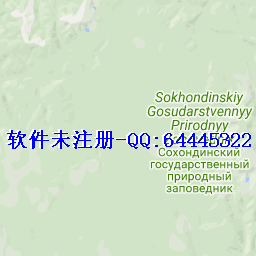 Sokhondinskiy
Gosudarstvennyy
Prirodnyy
软件未注册-QQ:64445322
Сохондинский
государственный
природный
заповедник